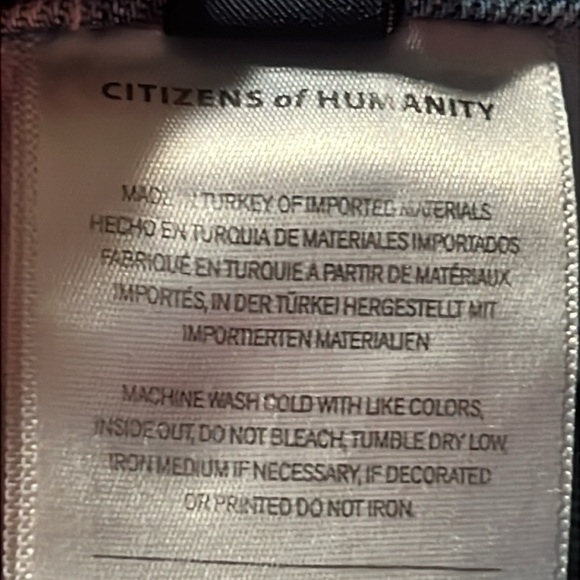 CITIZENS of HUMANITY
MADE IN TURKEY OF IMPORTED MATERIALS
HECHO EN TURQUIA DE MATERIALES IMPORTADOS
FABRIQUÉ EN TURQUIE A PARTIR DE MATÉRIAUX
IMPORTÉS, IN DER TÜRKEI HERGESTELLT MIT
IMPORTIERTEN MATERIALIEN
MACHINE WASH COLD WITH LIKE COLORS,
INSIDE OUT, DO NOT BLEACH, TUMBLE DRY LOW,
IRON MEDIUM IF NECESSARY, IF DECORATED
OR PRINTED DO NOT IRON.